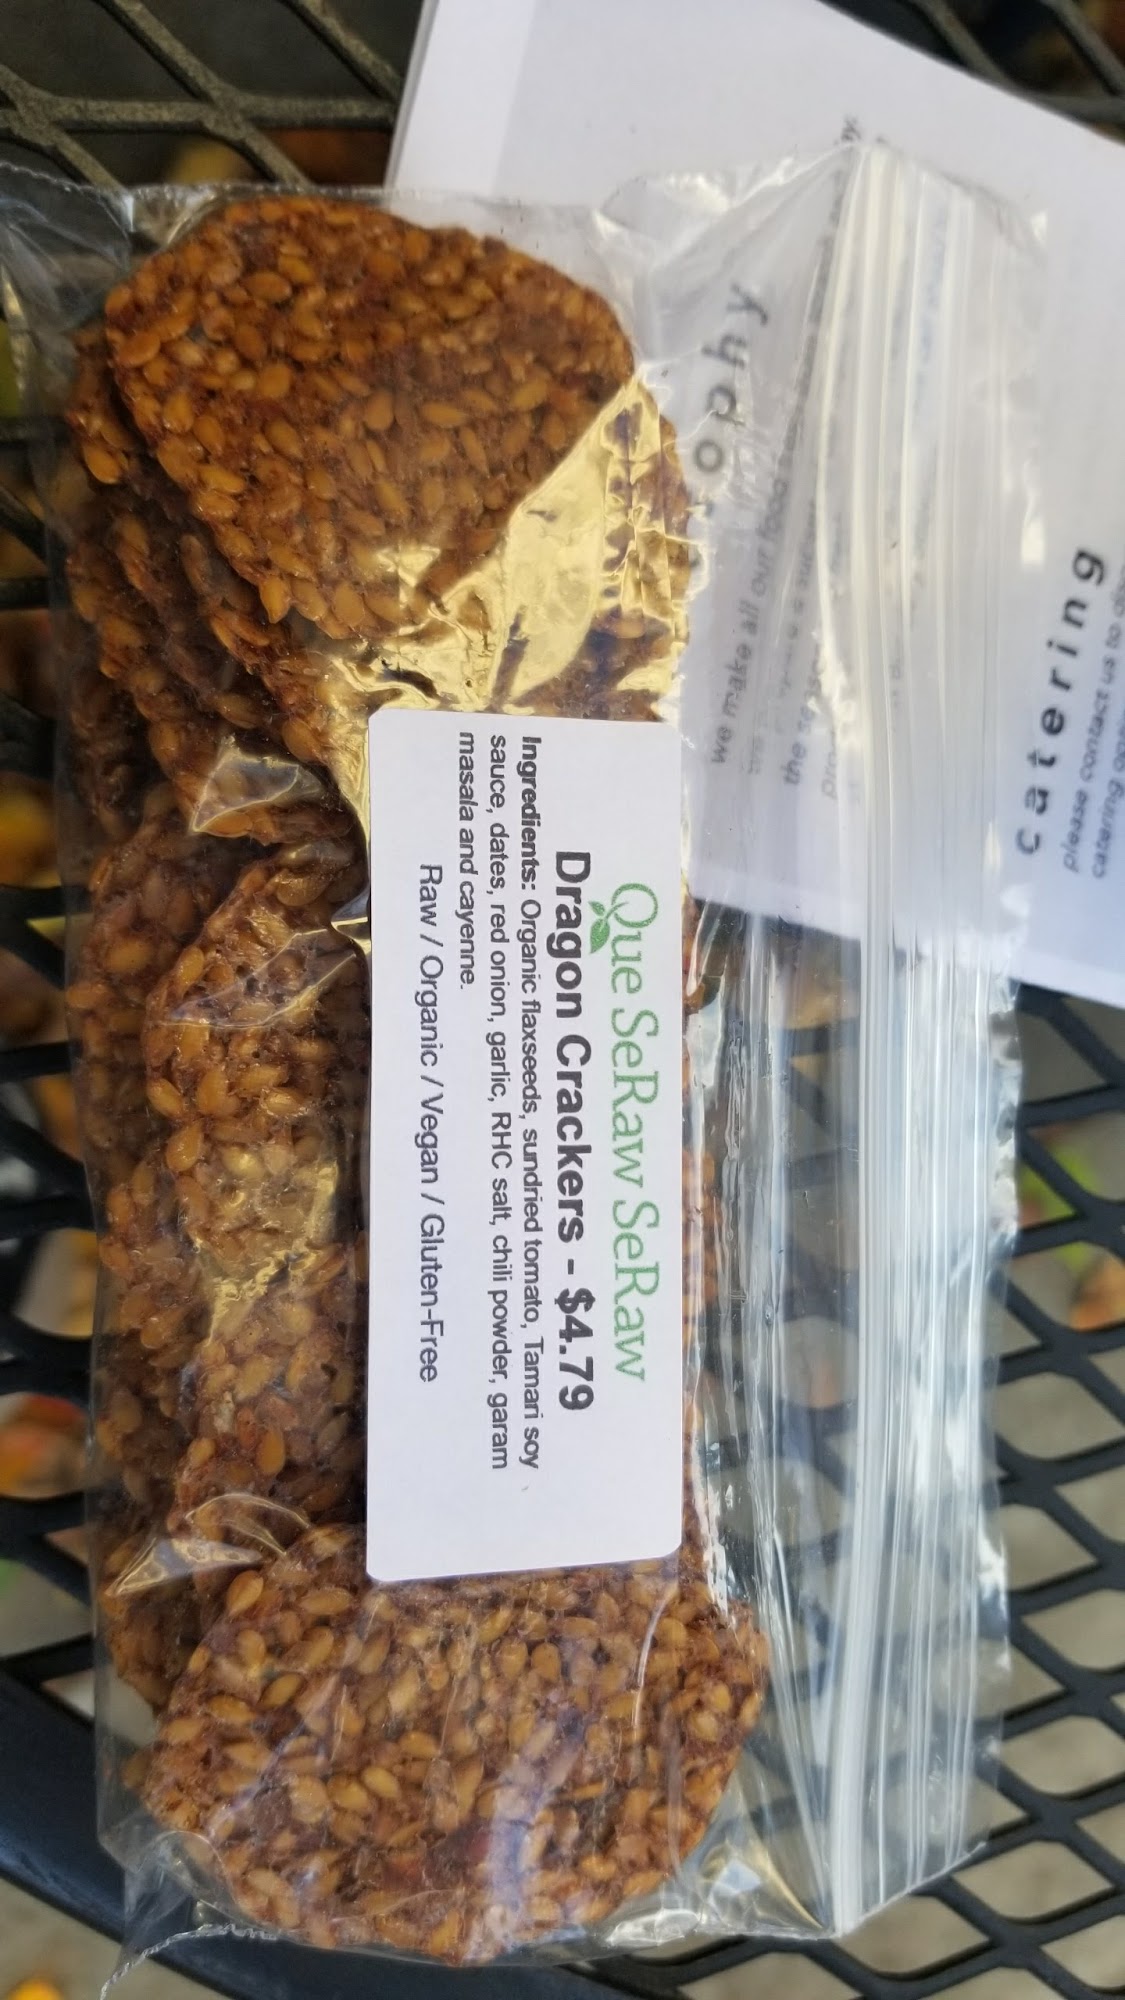 Que SeRaw SeRaw
Dragon Crackers - $4.79
Ingredients: Organic flaxseeds, sundried tomato, Tamari soy
sauce, dates, red onion, garlic, RHC salt, chili powder, garam
masala and cayenne.
Raw / Organic / Vegan / Gluten-Free
ophy
we make all our
catering
please contact us to